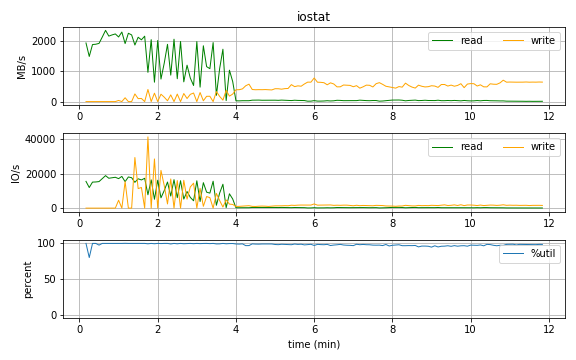 iostat
MB/s
2000
1000
0
read write
0 2 4 6 8 10 12
IO/s
40000
20000
0
read write
0 2 4 6 8 10 12
percent
100
50
0
%util
0 2 4 6 8 10 12
time (min)